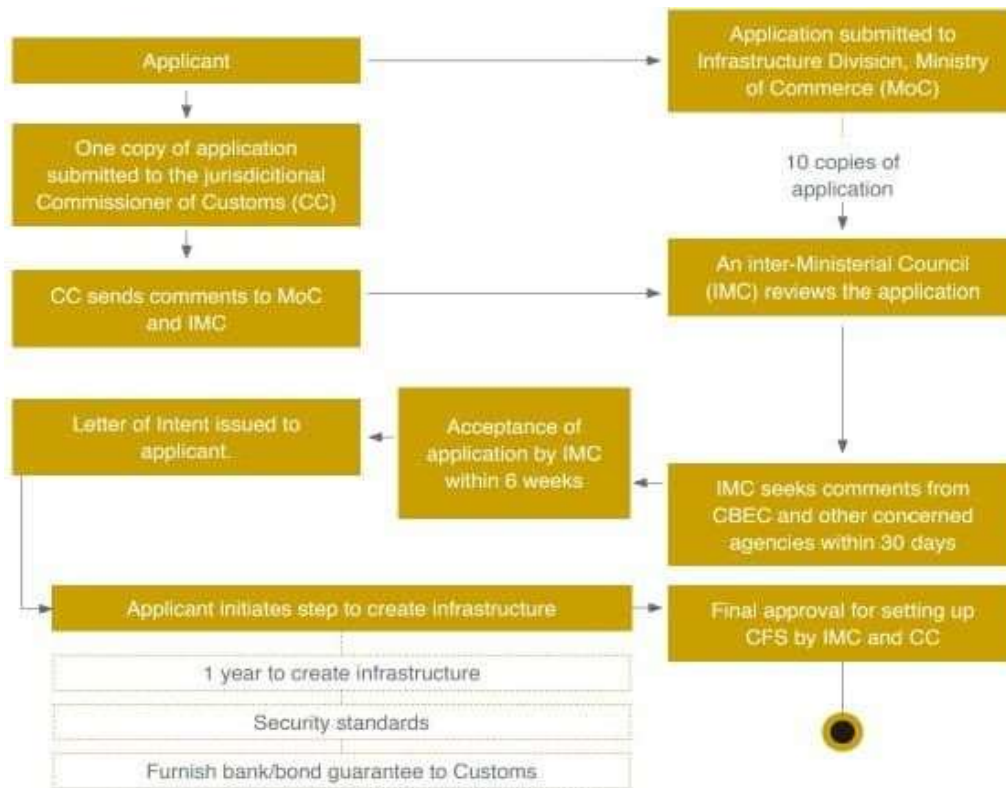 Applicant
Application submitted to
Infrastructure Division, Ministry
of Commerce (MoC)
One copy of application
submitted to the jurisdicitional
Commissioner of Customs (CC)
10 copies of
application
CC sends comments to MoC
and IMC
An inter-Ministerial Council
(IMC) reviews the application
Letter of Intent issued to
applicant.
Acceptance of
application by IMC
within 6 weeks
IMC seeks comments from
CBEC and other concerned
agencies within 30 days
Applicant initiates step to create infrastructure
Final approval for setting up
CFS by IMC and CC
1 year to create infrastructure
Security standards
Furnish bank/bond guarantee to Customs